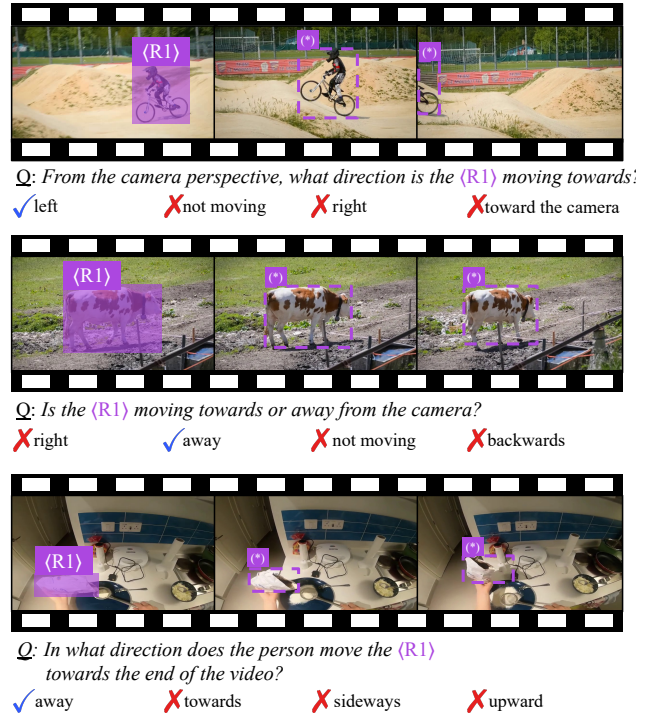 ⟨R1⟩
(*)
(*)
Q: From the camera perspective, what direction is the ⟨R1⟩ moving towards?
✓left ✗not moving ✗right ✗toward the camera
⟨R1⟩
(*)
(*)
Q: Is the ⟨R1⟩ moving towards or away from the camera?
✗right ✓away ✗not moving ✗backwards
⟨R1⟩
(*)
(*)
Q: In what direction does the person move the ⟨R1⟩
towards the end of the video?
✓away ✗towards ✗sideways ✗upward